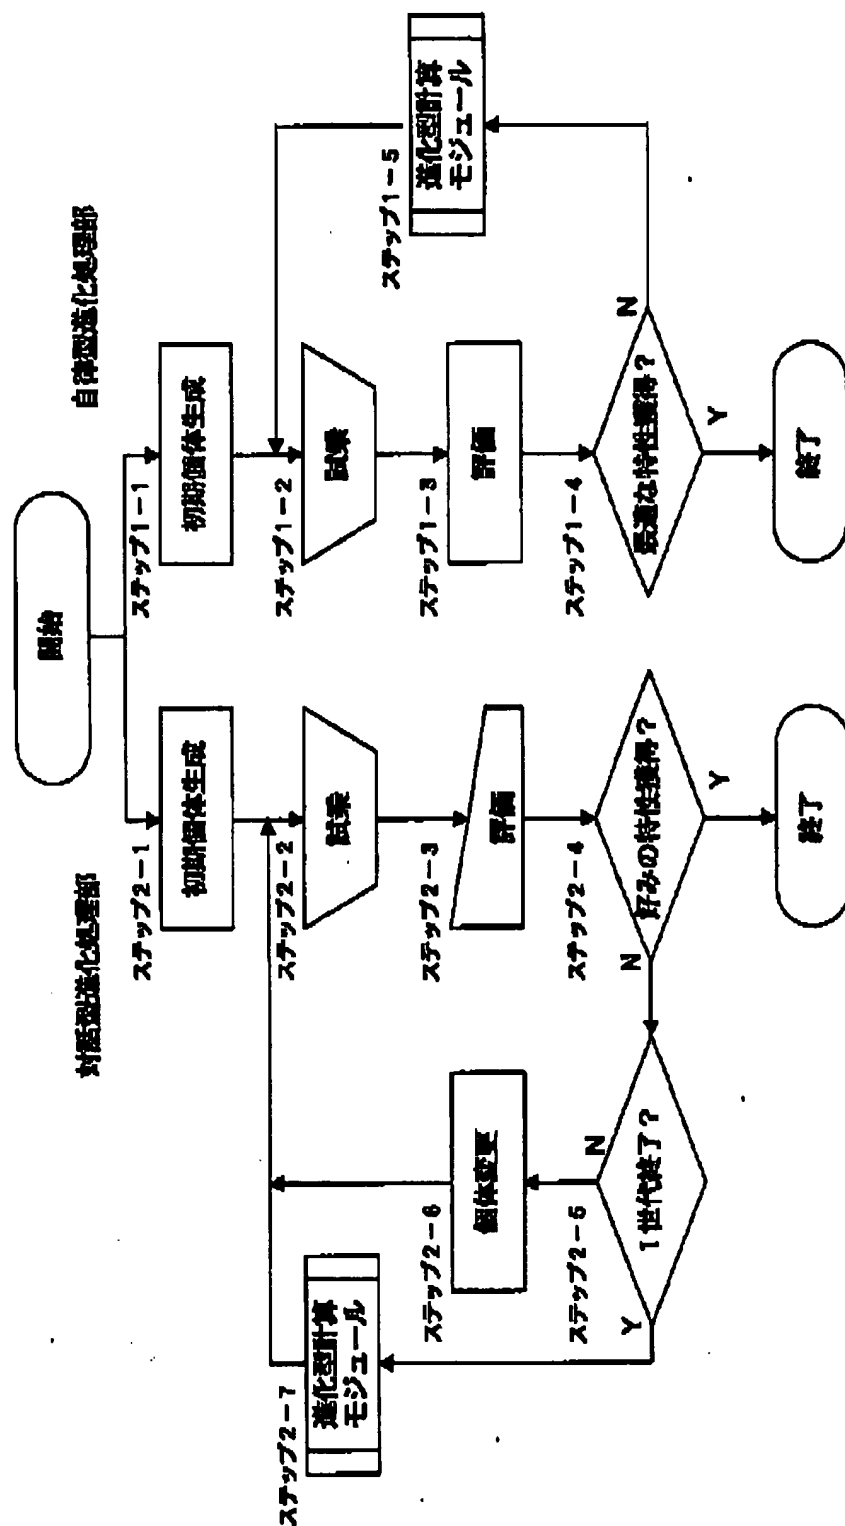 開始
対話型進化処理部
ステップ2-1
初期個体生成
ステップ2-2
試乗
ステップ2-3
評価
ステップ2-4
好みの特性獲得?
N
Y
終了
ステップ2-5
1世代終了?
N
Y
ステップ2-6
個体変更
ステップ2-7
進化型計算
モジュール
自律型進化処理部
ステップ1-1
初期個体生成
ステップ1-2
試乗
ステップ1-3
評価
ステップ1-4
最適な特性獲得?
N
Y
終了
ステップ1-5
進化型計算
モジュール